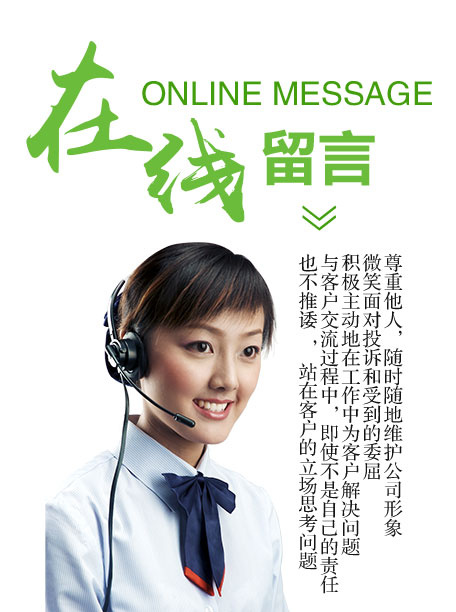 在线留言
ONLINE MESSAGE
尊重他人，随时随地维护公司形象
微笑面对投诉和受到的委屈
积极主动地在工作中为客户解决问题
与客户交流过程中，即使不是自己的责任
也不推诿，站在客户的立场思考问题